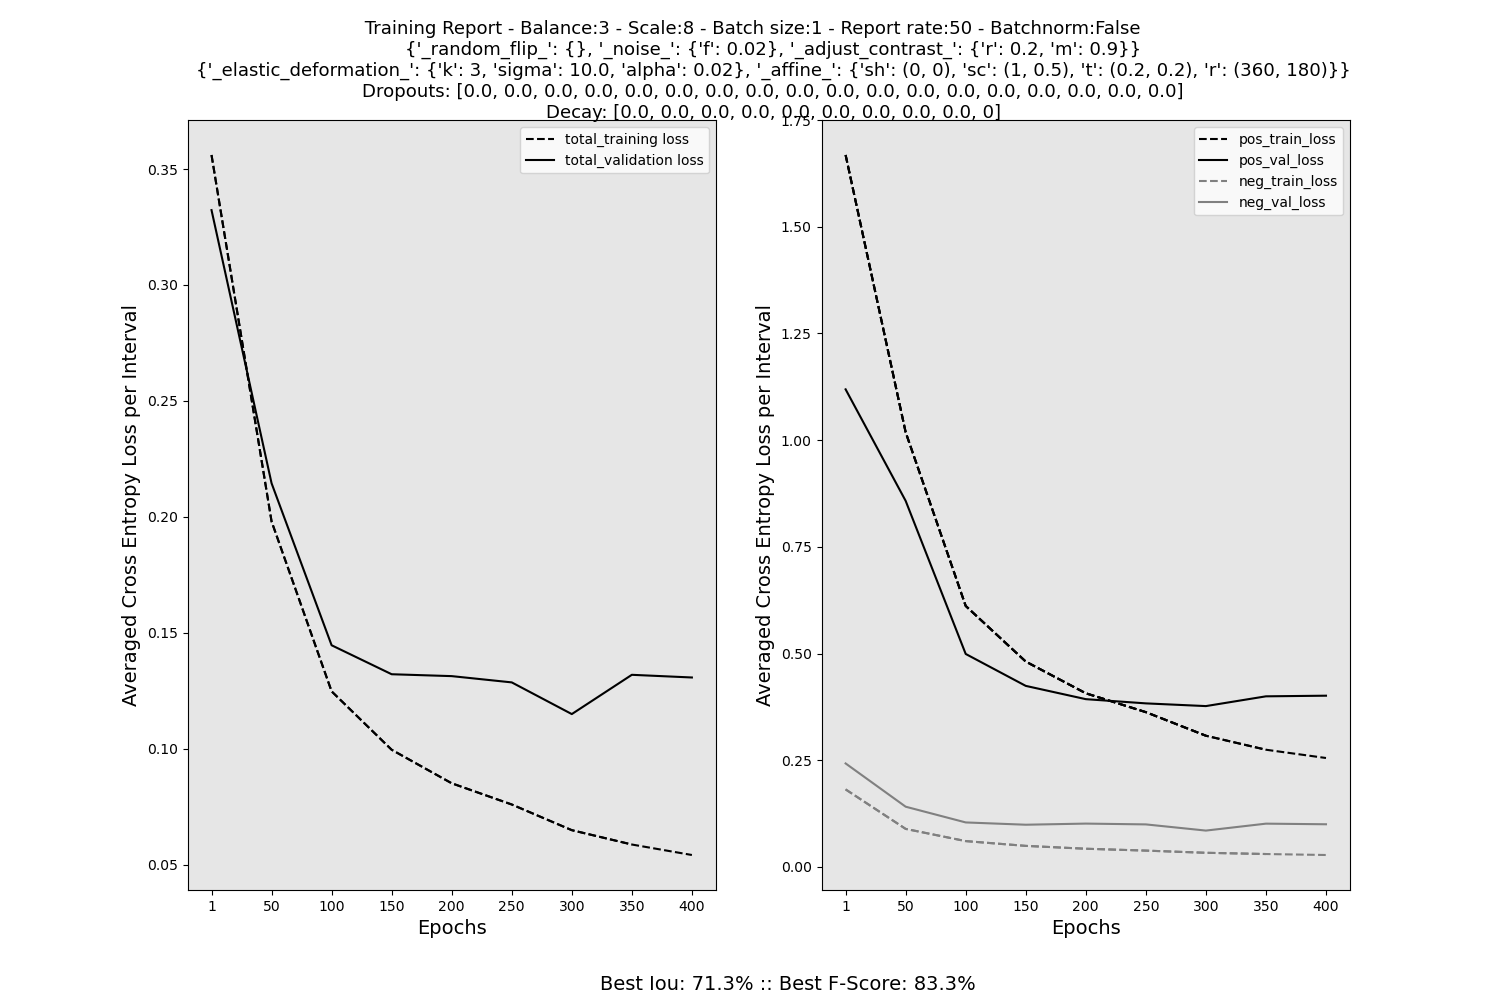 Training Report - Balance:3 - Scale:8 - Batch size:1 - Report rate:50 - Batchnorm:False
{'_random_flip_': {}, '_noise_': {'f': 0.02}, '_adjust_contrast_': {'r': 0.2, 'm': 0.9}}
{'_elastic_deformation_': {'k': 3, 'sigma': 10.0, 'alpha': 0.02}, '_affine_': {'sh': (0, 0), 'sc': (1, 0.5), 't': (0.2, 0.2), 'r': (360, 180)}}
Dropouts: [0.0, 0.0, 0.0, 0.0, 0.0, 0.0, 0.0, 0.0, 0.0, 0.0, 0.0, 0.0, 0.0, 0.0, 0.0, 0.0, 0.0, 0.0]
Decay: [0.0, 0.0, 0.0, 0.0, 0.0, 0.0, 0.0, 0.0, 0.0, 0]
total_training loss
total_validation loss
0.35
0.30
0.25
0.20
0.15
0.10
0.05
Averaged Cross Entropy Loss per Interval
1 50 100 150 200 250 300 350 400
Epochs
pos_train_loss
pos_val_loss
neg_train_loss
neg_val_loss
1.75
1.50
1.25
1.00
0.75
0.50
0.25
0.00
Averaged Cross Entropy Loss per Interval
1 50 100 150 200 250 300 350 400
Epochs
Best Iou: 71.3% :: Best F-Score: 83.3%